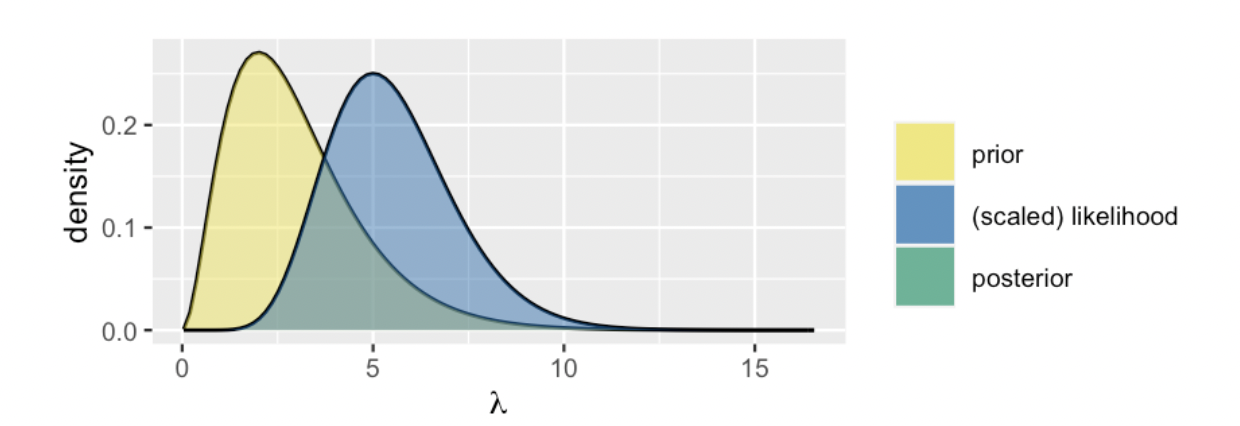 density
0.2
0.1
0.0
0 5 10 15
λ
prior
(scaled) likelihood
posterior